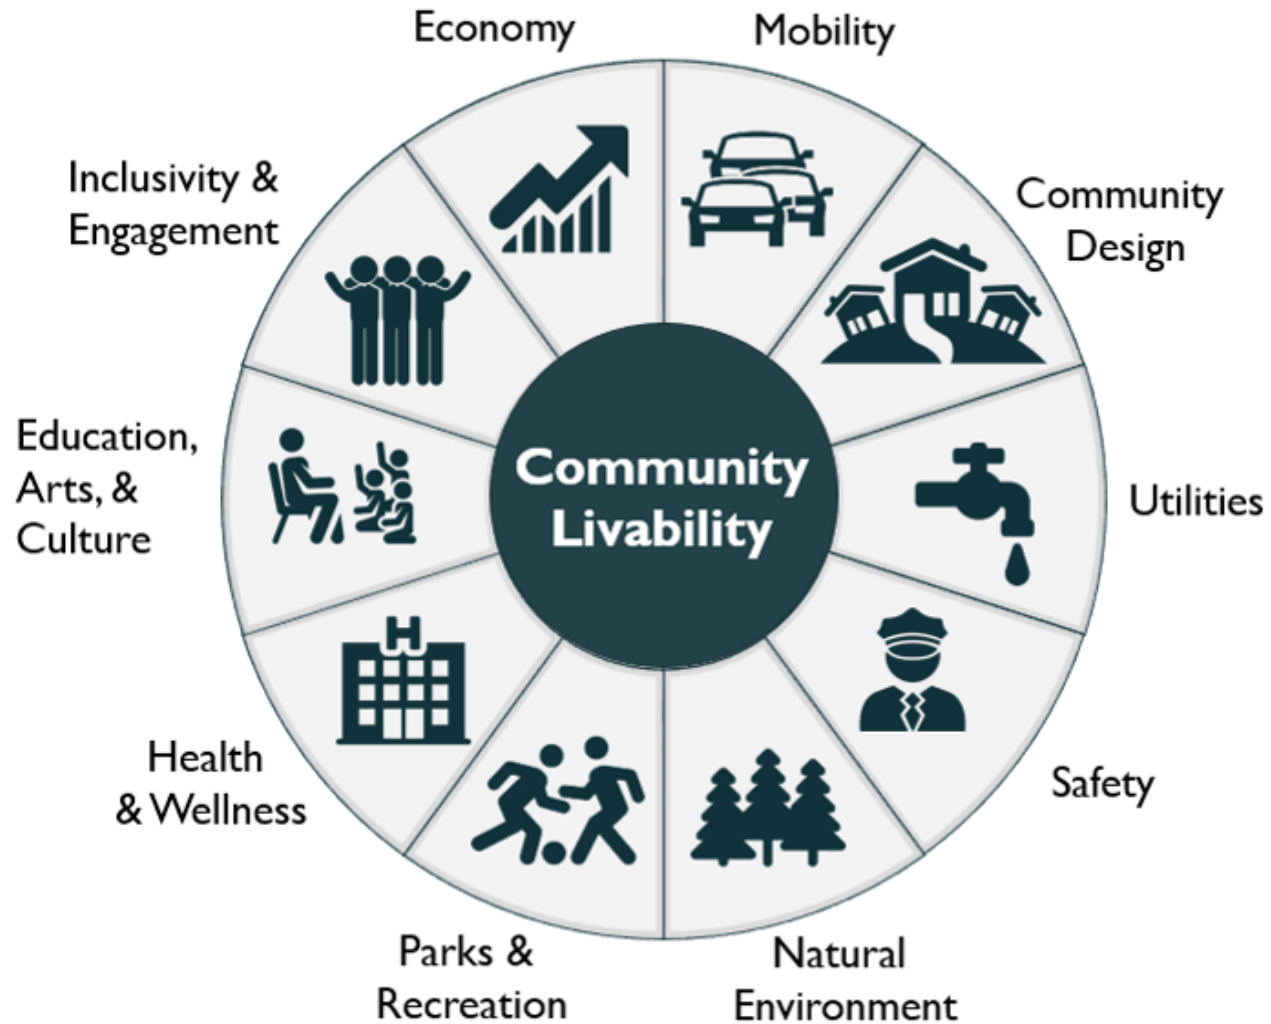 Economy
Mobility
Inclusivity &
Engagement
Community
Design
Education,
Arts, &
Culture
Community
Livability
Utilities
Health
& Wellness
Safety
Parks &
Recreation
Natural
Environment
H